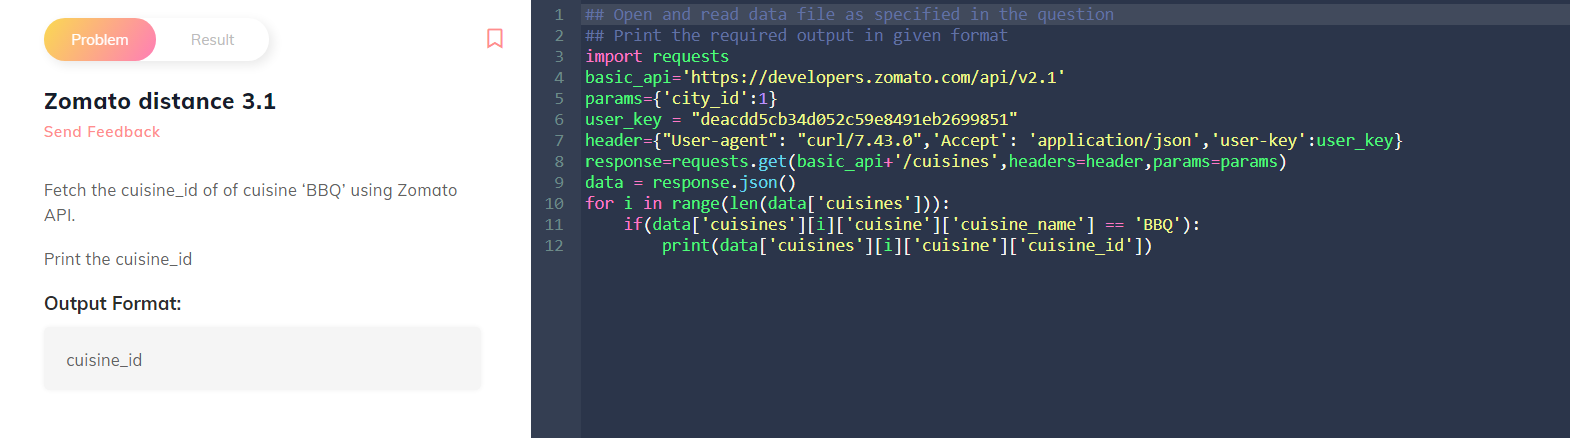 Problem
Result
Zomato distance 3.1
Send Feedback
Fetch the cuisine_id of of cuisine ‘BBQ’ using Zomato
API.
Print the cuisine_id
Output Format:
cuisine_id
1 ## Open and read data file as specified in the question
2 ## Print the required output in given format
3 import requests
4 basic_api='https://developers.zomato.com/api/v2.1'
5 params={'city_id':1}
6 user_key = "deacdd5cb34d052c59e8491eb2699851"
7 header={"User-agent": "curl/7.43.0",'Accept': 'application/json','user-key':user_key}
8 response=requests.get(basic_api+'/cuisines',headers=header,params=params)
9 data = response.json()
10 for i in range(len(data['cuisines'])):
11     if(data['cuisines'][i]['cuisine']['cuisine_name'] == 'BBQ'):
12         print(data['cuisines'][i]['cuisine']['cuisine_id'])